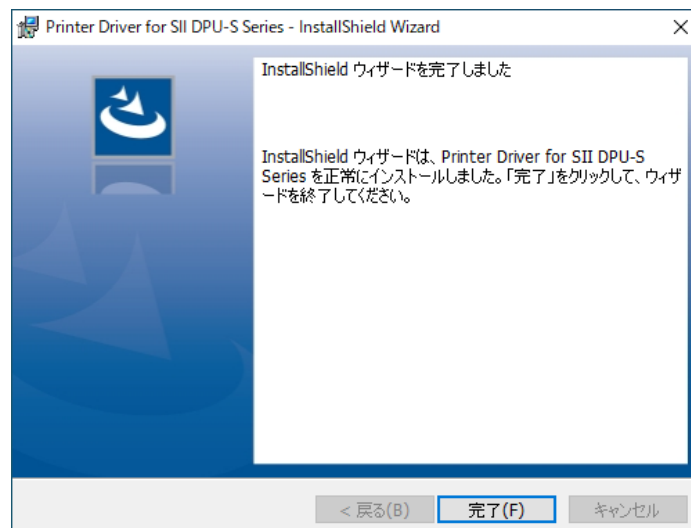 Printer Driver for SII DPU-S Series - InstallShield Wizard
InstallShield ウィザードを完了しました
InstallShield ウィザードは、Printer Driver for SII DPU-S
Series を正常にインストールしました。「完了」をクリックして、ウィザ
ードを終了してください。
< 戻る(B)
完了(F)
キャンセル